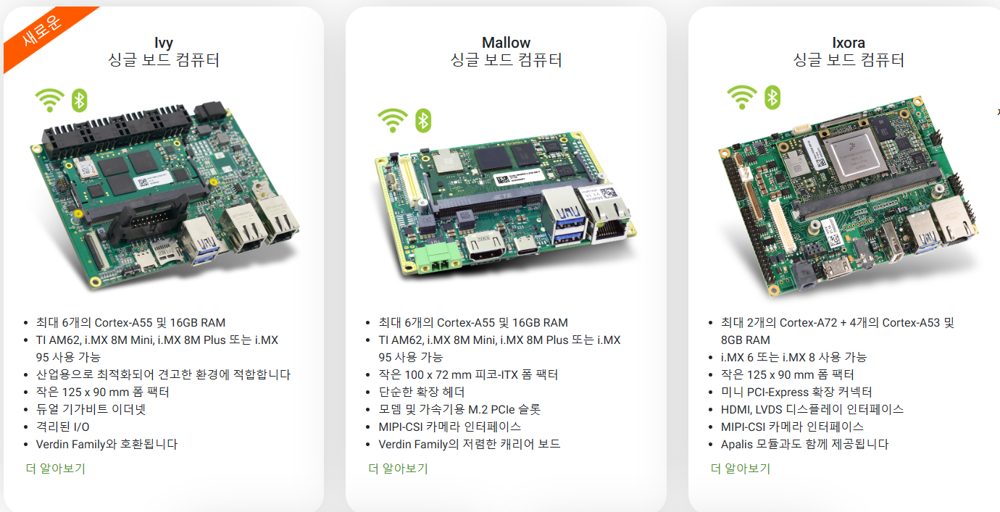 새로운
Ivy
싱글 보드 컴퓨터
최대 6개의 Cortex-A55 및 16GB RAM
TI AM62, i.MX 8M Mini, i.MX 8M Plus 또는 i.MX
95 사용 가능
산업용으로 최적화되어 견고한 환경에 적합합니다
작은 125 x 90 mm 폼 팩터
듀얼 기가비트 이더넷
격리된 I/O
Verdin Family와 호환됩니다
더 알아보기
Mallow
싱글 보드 컴퓨터
최대 6개의 Cortex-A55 및 16GB RAM
TI AM62, i.MX 8M Mini, i.MX 8M Plus 또는 i.MX
95 사용 가능
작은 100 x 72 mm 피코-ITX 폼 팩터
단순한 확장 헤더
모뎀 및 가속기용 M.2 PCIe 슬롯
MIPI-CSI 카메라 인터페이스
Verdin Family의 저렴한 캐리어 보드
더 알아보기
Ixora
싱글 보드 컴퓨터
최대 2개의 Cortex-A72 + 4개의 Cortex-A53 및
8GB RAM
i.MX 6 또는 i.MX 8 사용 가능
작은 125 x 90 mm 폼 팩터
미니 PCI-Express 확장 커넥터
HDMI, LVDS 디스플레이 인터페이스
MIPI-CSI 카메라 인터페이스
Apalis 모듈과도 함께 제공됩니다
더 알아보기